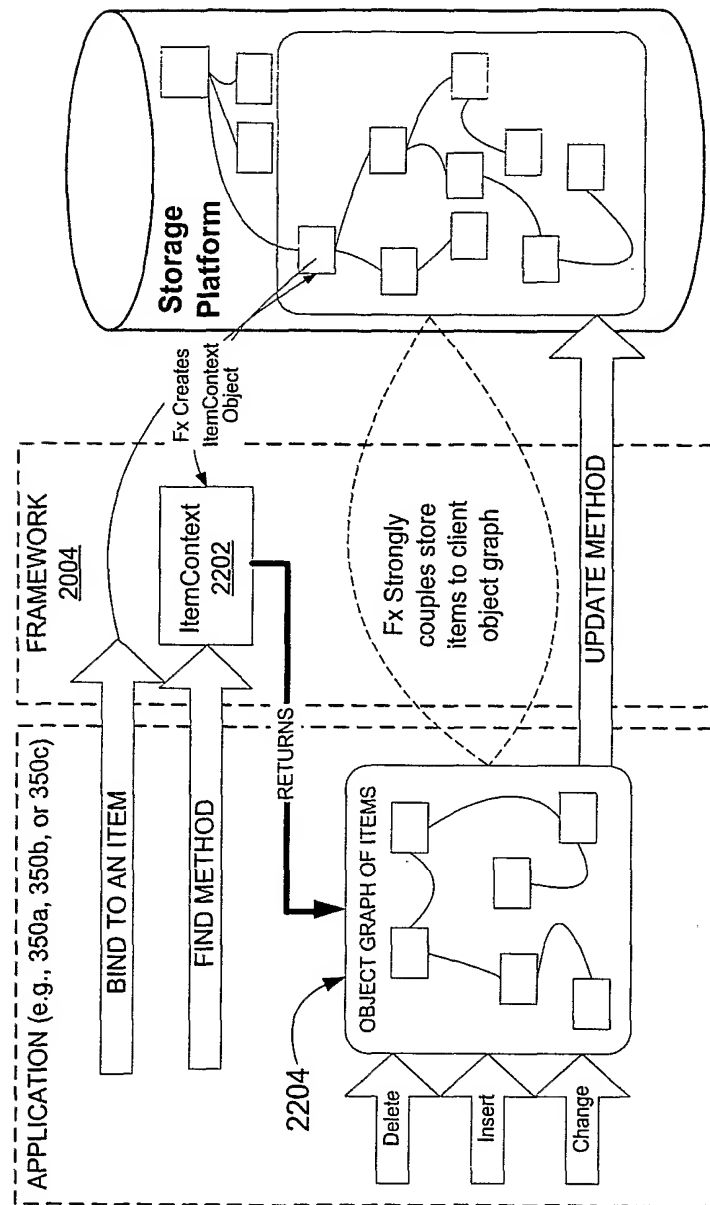 APPLICATION (e.g., 350a, 350b, or 350c)
BIND TO AN ITEM
FIND METHOD
2204
OBJECT GRAPH OF ITEMS
Delete
Insert
Change
RETURNS
FRAMEWORK
2004
ItemContext
2202
Fx Strongly
couples store
items to client
object graph
UPDATE METHOD
Fx Creates
ItemContext
Object
Storage
Platform